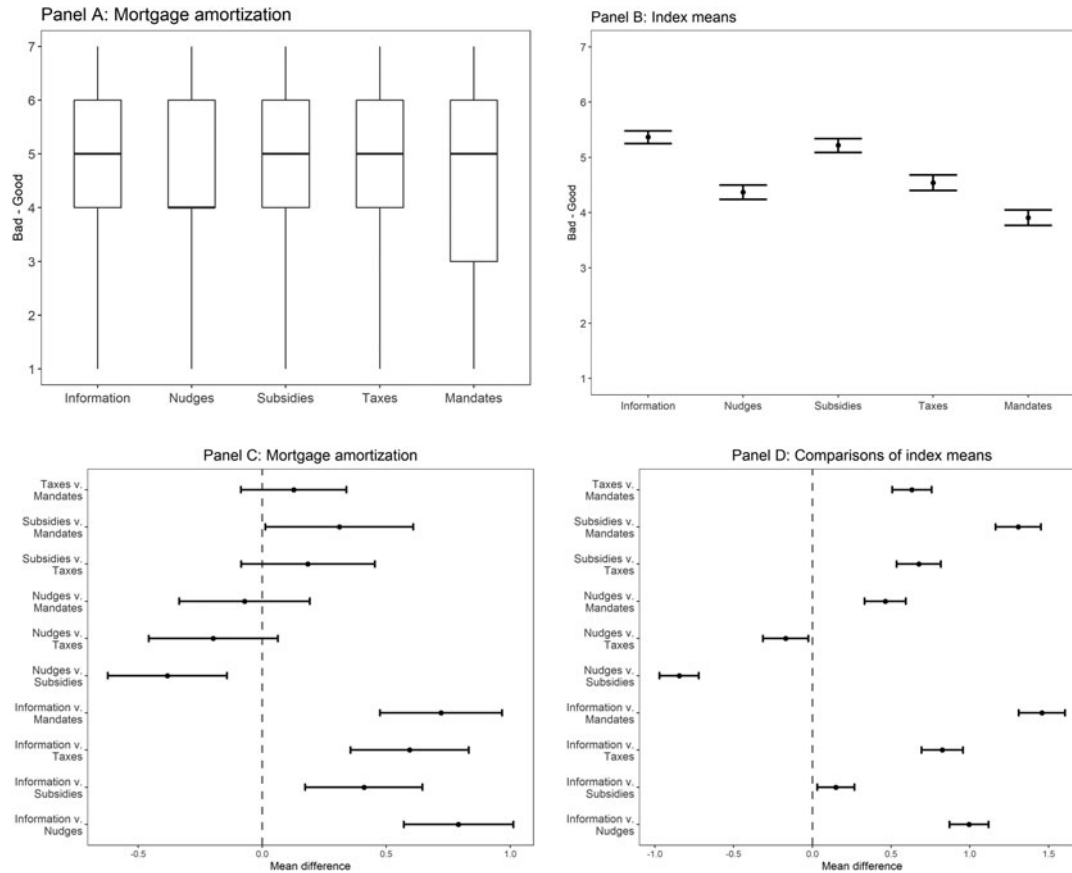 Panel A: Mortgage amortization
Bad - Good
7
6
5
4
3
2
1
Information Nudges Subsidies Taxes Mandates
Panel B: Index means
Bad - Good
7
6
5
4
3
2
1
Information Nudges Subsidies Taxes Mandates
Panel C: Mortgage amortization
Taxes v.
Mandates
Subsidies v.
Mandates
Subsidies v.
Taxes
Nudges v.
Mandates
Nudges v.
Taxes
Nudges v.
Subsidies
Information v.
Mandates
Information v.
Taxes
Information v.
Subsidies
Information v.
Nudges
-0.5 0.0 0.5 1.0
Mean difference
Panel D: Comparisons of index means
Taxes v.
Mandates
Subsidies v.
Mandates
Subsidies v.
Taxes
Nudges v.
Mandates
Nudges v.
Taxes
Nudges v.
Subsidies
Information v.
Mandates
Information v.
Taxes
Information v.
Subsidies
Information v.
Nudges
-1.0 -0.5 0.0 0.5 1.0 1.5
Mean difference